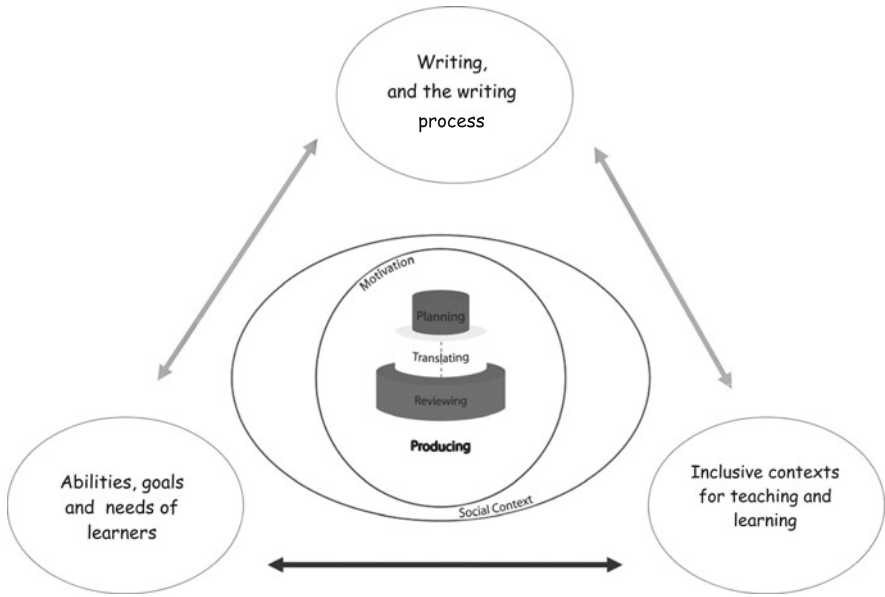 Writing,
and the writing
process
Motivation
Planning
Translating
Reviewing
Producing
Social Context
Abilities, goals
and needs of
learners
Inclusive contexts
for teaching and
learning